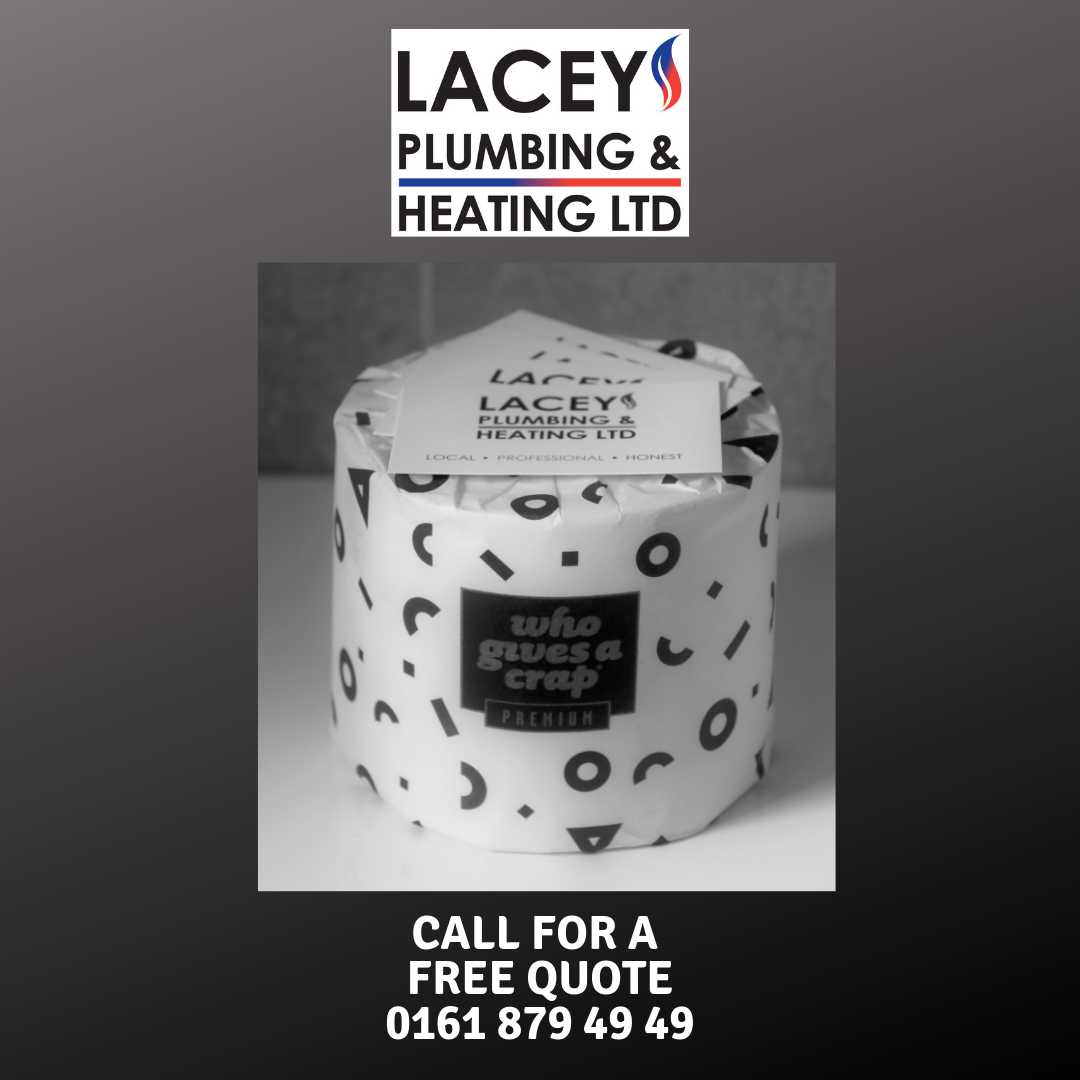 LACEY
PLUMBING &
HEATING LTD
LACEY
LACEY
PLUMBING &
HEATING LTD
LOCAL • PROFESSIONAL • HONEST
who
gives a
crap
PREMIUM
CALL FOR A
FREE QUOTE
0161 879 49 49